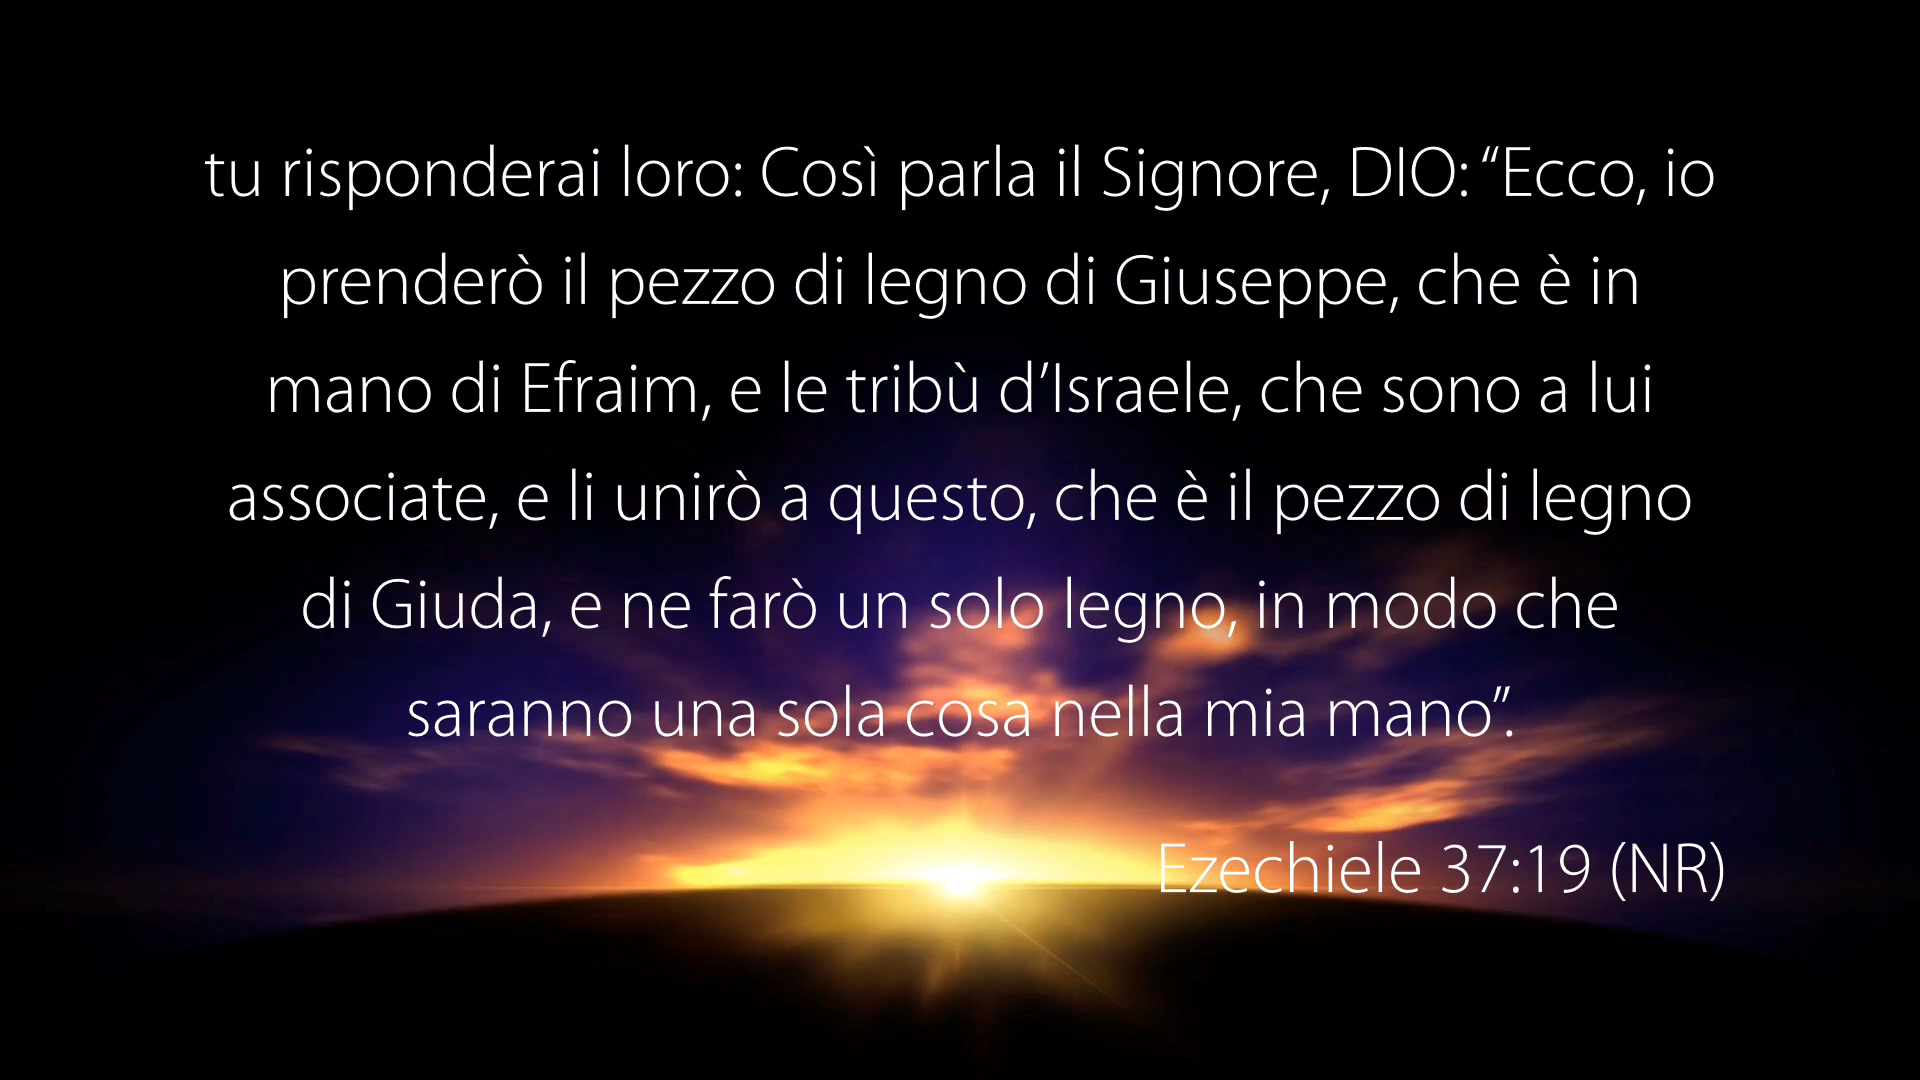 tu risponderai loro: Così parla il Signore, DIO: “Ecco, io
prenderò il pezzo di legno di Giuseppe, che è in
mano di Efraim, e le tribù d’Israele, che sono a lui
associate, e li unirò a questo, che è il pezzo di legno
di Giuda, e ne farò un solo legno, in modo che
saranno una sola cosa nella mia mano”.
Ezechiele 37:19 (NR)